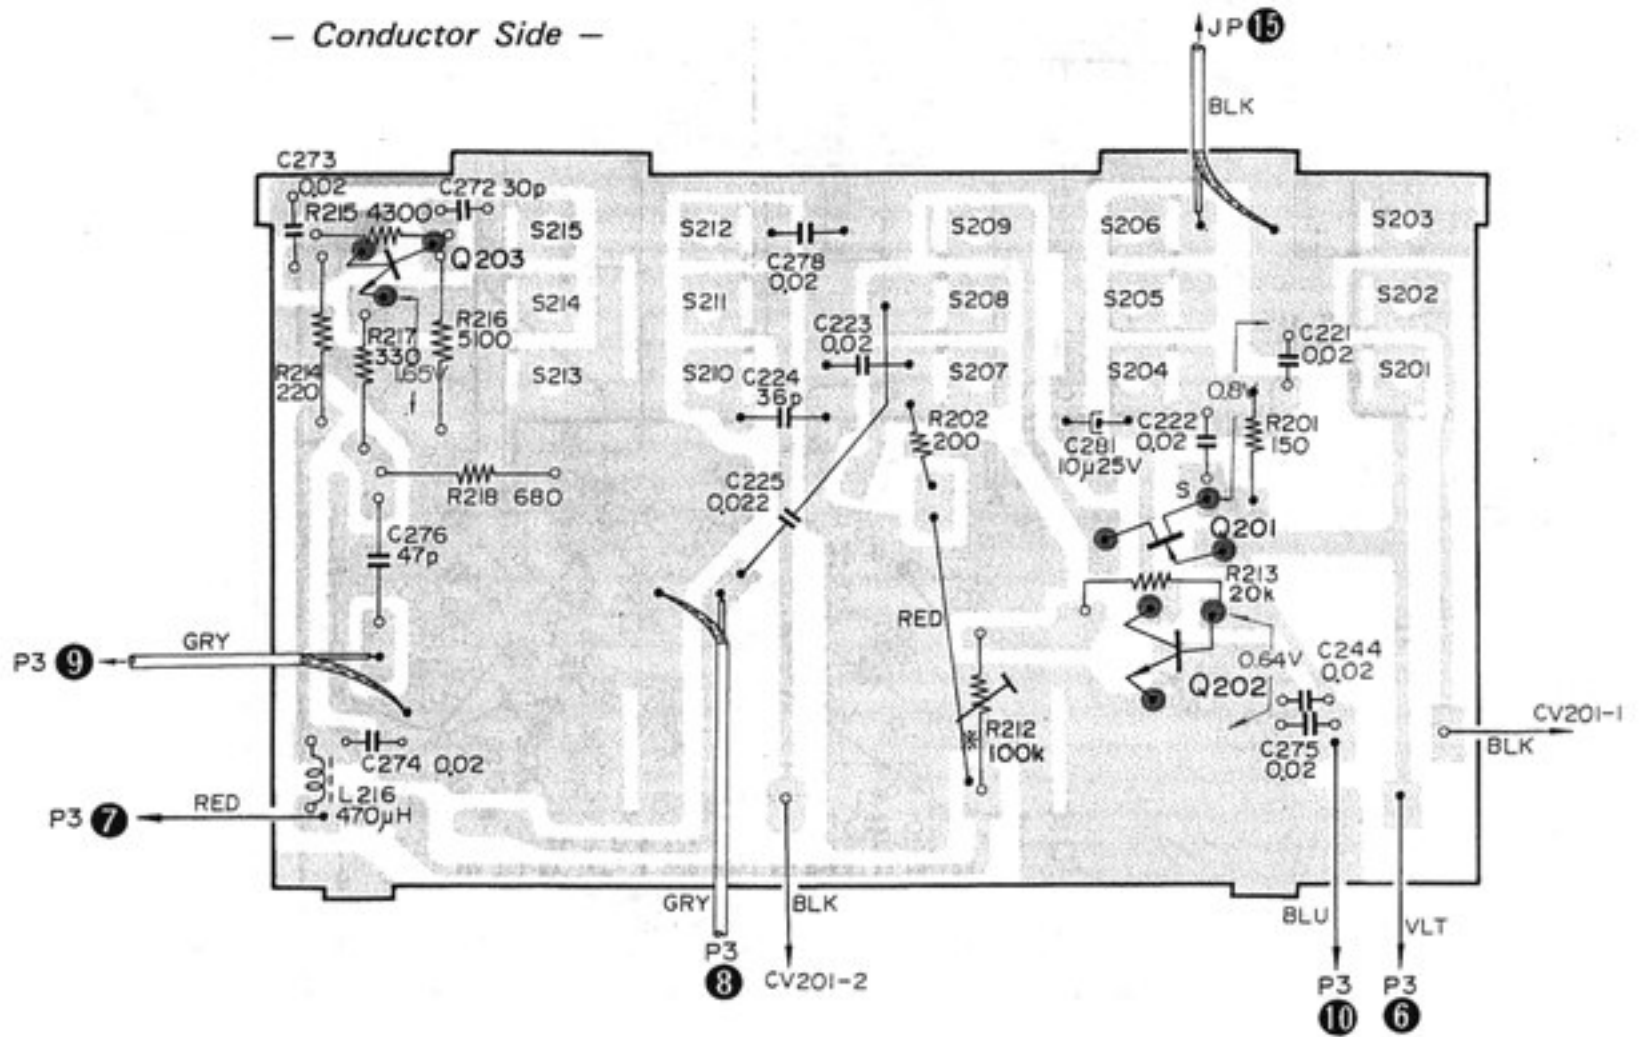 — Conductor Side —
JP 15
BLK
C273
0.02
C272 30p
R215 4300
Q203
S215
S212
S209
S206
S203
C278
0.02
S214
S211
S208
S205
S202
R217
330
R216
5100
1.65V
C223
0.02
C221
0.02
R214
220
S213
S210
S207
S204
S201
C224
36p
0.8V
R202
200
C281
10µ25V
C222
0.02
R201
150
R218 680
C225
0.022
S
Q201
C276
47p
R213
20k
RED
GRY
P3 9
0.64V
C244
0.02
Q202
CV201-1
BLK
R212
100k
C275
0.02
C274 0.02
L216
470µH
RED
P3 7
GRY
BLK
BLU
VLT
P3
8
CV201-2
P3
10
P3
6